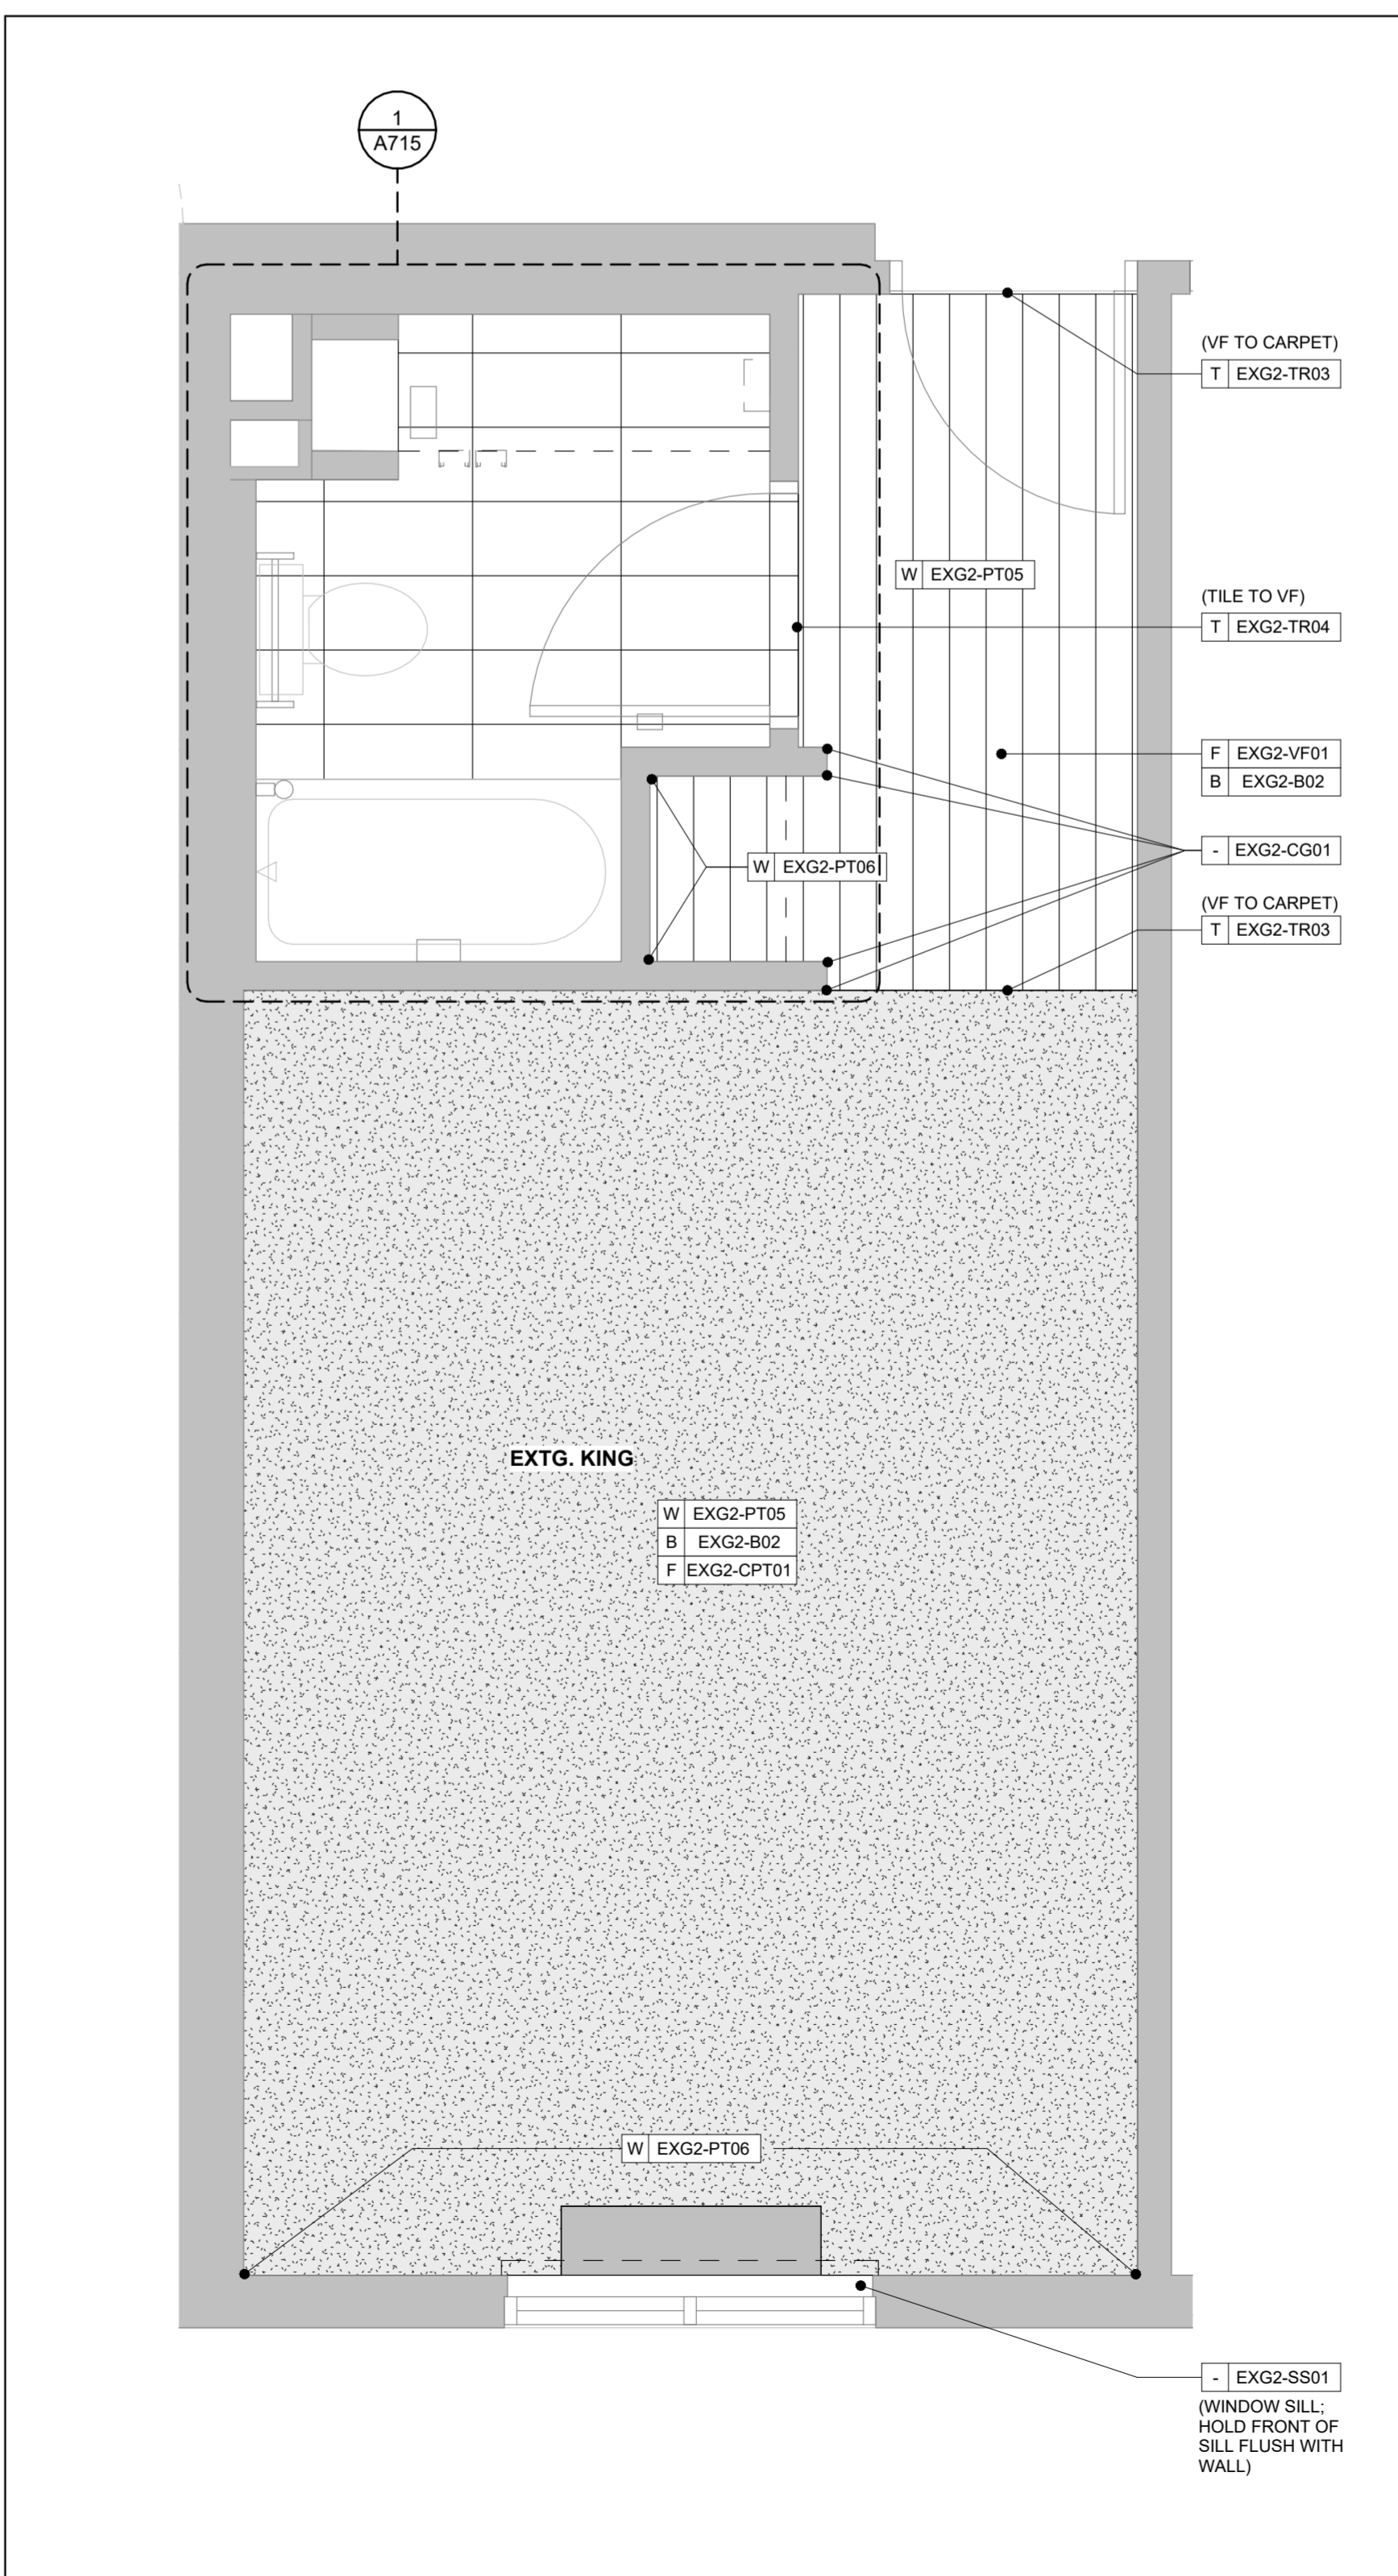 1
A715
(VF TO CARPET)
T EXG2-TR03
W EXG2-PT05
(TILE TO VF)
T EXG2-TR04
F EXG2-VF01
B EXG2-B02
- EXG2-CG01
W EXG2-PT06
(VF TO CARPET)
T EXG2-TR03
EXTG. KING
W EXG2-PT05
B EXG2-B02
F EXG2-CPT01
W EXG2-PT06
- EXG2-SS01
(WINDOW SILL;
HOLD FRONT OF
SILL FLUSH WITH
WALL)